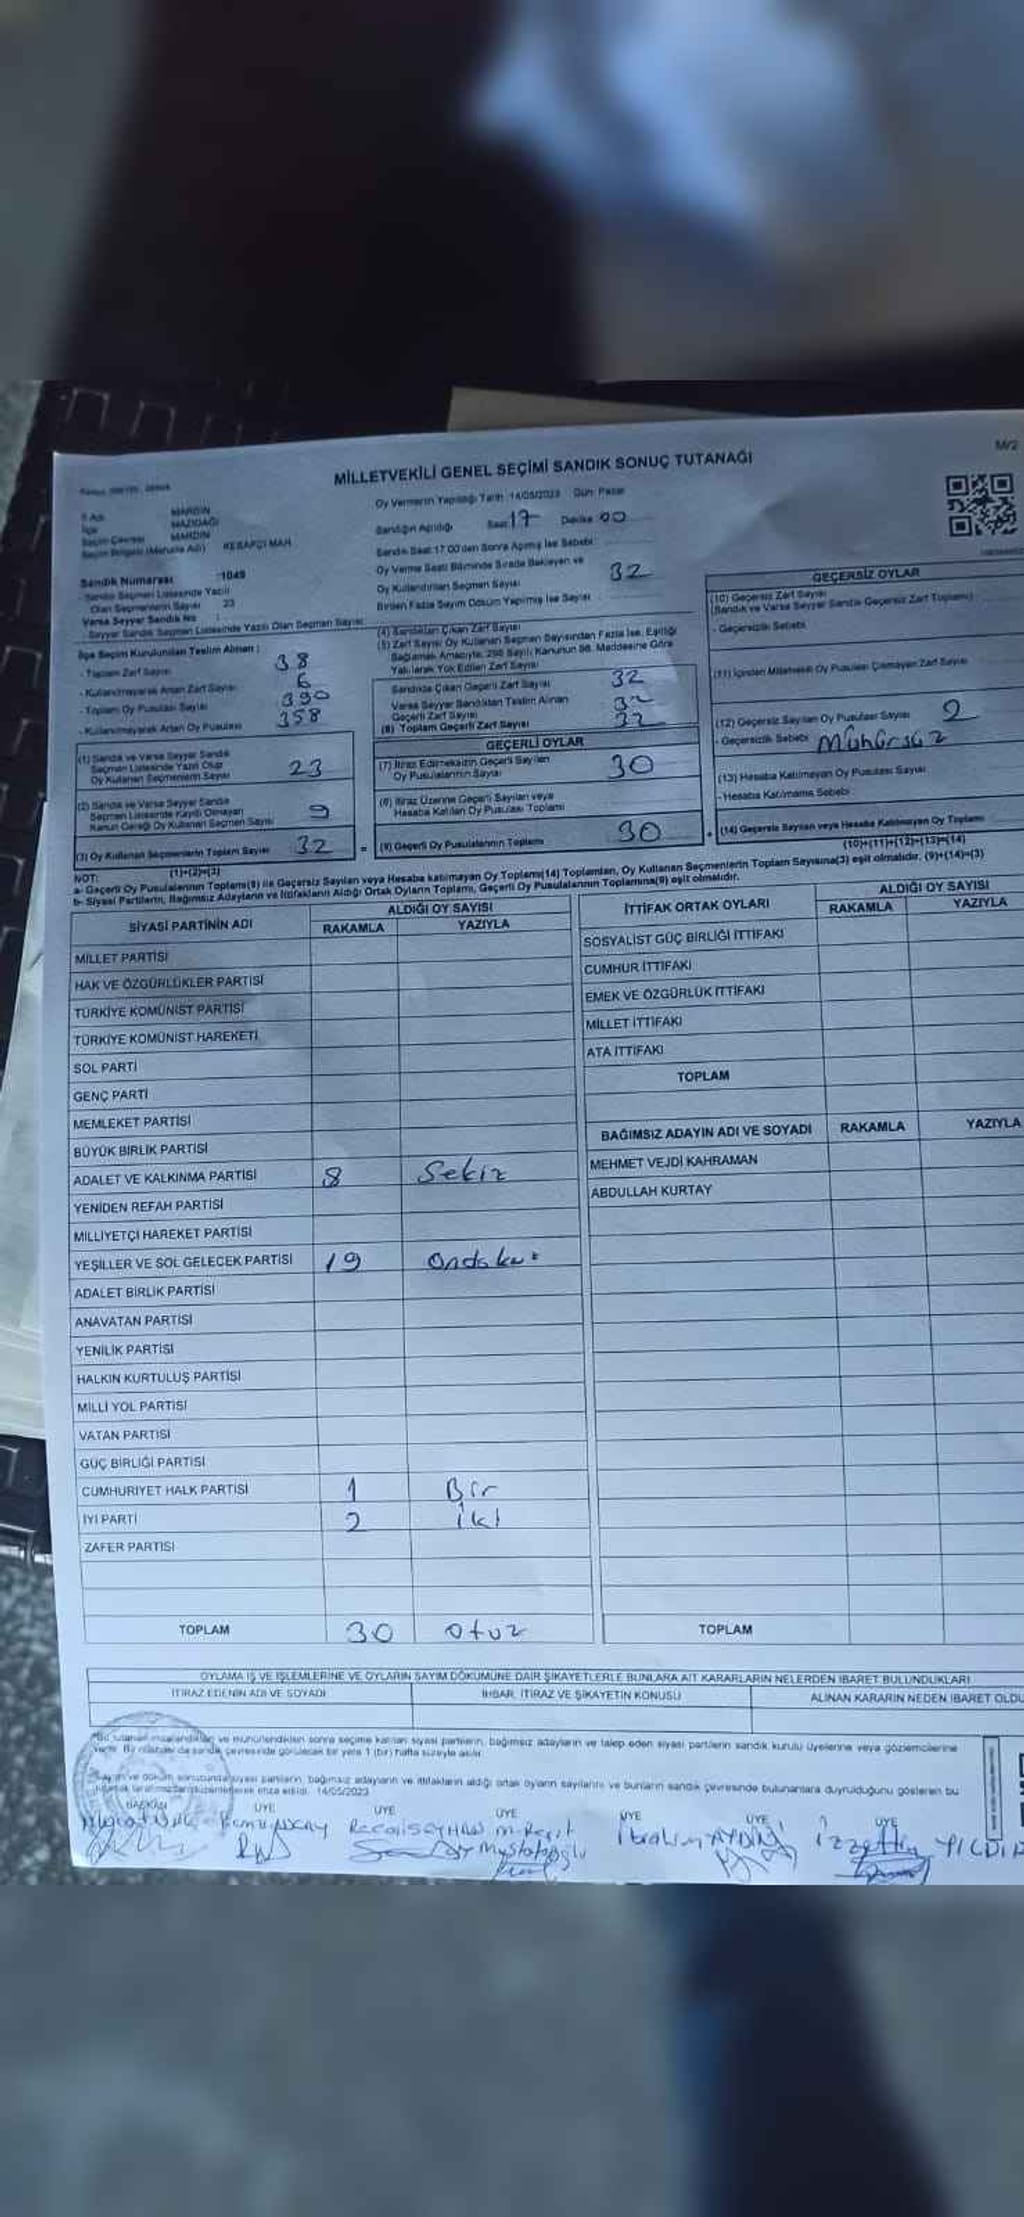 M/2
MİLLETVEKİLİ GENEL SEÇİMİ SANDIK SONUÇ TUTANAĞI
Oy Vermenin Yapıldığı Tarih: 14/05/2023 Gün: Pazar
İl Adı MARDİN
İlçe MAZIDAĞI
Seçim Çevresi MARDİN
Seçim Bölgesi (Mahalle Adı) KEBAPÇI MAH
Sandığın Açıldığı Saat 17 Dakika 00
Sandık Saat 17:00'den Sonra Açılmış İse Sebebi:
Oy Verme Saati Bitiminde Sırada Bekleyen ve
Oy Kullandırılan Seçmen Sayısı 32
Birden Fazla Sayım Döküm Yapılmış İse Sayısı
Sandık Numarası :1049
- Sandık Seçmen Listesinde Yazılı
Olan Seçmenlerin Sayısı 23
Varsa Seyyar Sandık No :
- Seyyar Sandık Seçmen Listesinde Yazılı Olan Seçmen Sayısı
İlçe Seçim Kurulundan Teslim Alınan :
- Toplam Zarf Sayısı 38
- Kullanılmayarak Artan Zarf Sayısı 6
- Toplam Oy Pusulası Sayısı 390
- Kullanılmayarak Artan Oy Pusulası 358
(1) Sandık ve Varsa Seyyar Sandık
Seçmen Listesinde Yazılı Olup
Oy Kullanan Seçmenlerin Sayısı 23
(2) Sandık ve Varsa Seyyar Sandık
Seçmen Listesinde Kayıtlı Olmayan
Kanun Gereği Oy Kullanan Seçmen Sayısı 9
(3) Oy Kullanan Seçmenlerin Toplam Sayısı 32
(1)+(2)=(3)
(4) Sandıktan Çıkan Zarf Sayısı
(5) Zarf Sayısı Oy Kullanan Seçmen Sayısından Fazla İse, Eşitliği
Sağlamak Amacıyla, 298 Sayılı Kanunun 98. Maddesine Göre
Yakılarak Yok Edilen Zarf Sayısı
Sandıkta Çıkan Geçerli Zarf Sayısı 32
Varsa Seyyar Sandıktan Teslim Alınan
Geçerli Zarf Sayısı 32
(6) Toplam Geçerli Zarf Sayısı 32
GEÇERLİ OYLAR
(7) İtiraz Edilmeksizin Geçerli Sayılan
Oy Pusulalarının Sayısı 30
(8) İtiraz Üzerine Geçerli Sayılan veya
Hesaba Katılan Oy Pusulası Toplamı
= (9) Geçerli Oy Pusulalarının Toplamı 30
GEÇERSİZ OYLAR
(10) Geçersiz Zarf Sayısı
(Sandık ve Varsa Seyyar Sandık Geçersiz Zarf Toplamı)
- Geçersizlik Sebebi
(11) İçinden Milletvekili Oy Pusulası Çıkmayan Zarf Sayısı
(12) Geçersiz Sayılan Oy Pusulası Sayısı 2
- Geçersizlik Sebebi Mühürsüz
(13) Hesaba Katılmayan Oy Pusulası Sayısı
- Hesaba Katılmama Sebebi
+ (14) Geçersiz Sayılan veya Hesaba Katılmayan Oy Toplamı
(10)+(11)+(12)+(13)=(14)
NOT:
a- Geçerli Oy Pusulalarının Toplamı(9) ile Geçersiz Sayılan veya Hesaba katılmayan Oy Toplamı(14) Toplamları, Oy Kullanan Seçmenlerin Toplam Sayısına(3) eşit olmalıdır. (9)+(14)=(3)
b- Siyasi Partilerin, Bağımsız Adayların ve İttifakların Aldığı Ortak Oyların Toplamı, Geçerli Oy Pusulalarının Toplamına(9) eşit olmalıdır.
SİYASİ PARTİNİN ADI ALDIĞI OY SAYISI
RAKAMLA YAZIYLA
MİLLET PARTİSİ
HAK VE ÖZGÜRLÜKLER PARTİSİ
TÜRKİYE KOMÜNİST PARTİSİ
TÜRKİYE KOMÜNİST HAREKETİ
SOL PARTİ
GENÇ PARTİ
MEMLEKET PARTİSİ
BÜYÜK BİRLİK PARTİSİ
ADALET VE KALKINMA PARTİSİ 8 Sekiz
YENİDEN REFAH PARTİSİ
MİLLİYETÇİ HAREKET PARTİSİ
YEŞİLLER VE SOL GELECEK PARTİSİ 19
ADALET BİRLİK PARTİSİ
ANAVATAN PARTİSİ
YENİLİK PARTİSİ
HALKIN KURTULUŞ PARTİSİ
MİLLİ YOL PARTİSİ
VATAN PARTİSİ
GÜÇ BİRLİĞİ PARTİSİ
CUMHURİYET HALK PARTİSİ 1 Bir
İYİ PARTİ 2 iki
ZAFER PARTİSİ
TOPLAM 30 otuz
İTTİFAK ORTAK OYLARI ALDIĞI OY SAYISI
RAKAMLA YAZIYLA
SOSYALİST GÜÇ BİRLİĞİ İTTİFAKI
CUMHUR İTTİFAKI
EMEK VE ÖZGÜRLÜK İTTİFAKI
MİLLET İTTİFAKI
ATA İTTİFAKI
TOPLAM
BAĞIMSIZ ADAYIN ADI VE SOYADI RAKAMLA YAZIYLA
MEHMET VEJDİ KAHRAMAN
ABDULLAH KURTAY
TOPLAM
OYLAMA İŞ VE İŞLEMLERİNE VE OYLARIN SAYIM DÖKÜMÜNE DAİR ŞİKAYETLERLE BUNLARA AİT KARARLARIN NELERDEN İBARET BULUNDUKLARI
İTİRAZ EDENİN ADI VE SOYADI İHBAR, İTİRAZ VE ŞİKAYETİN KONUSU ALINAN KARARIN NEDEN İBARET OLDU
ve mühürlendikten sonra seçime katılan siyasi partilerin, bağımsız adayların ve talep eden siyasi partilerin sandık kurulu üyelerine veya gözlemcilerine
verilir. Bir nüshası da sandık çevresinde görülecek bir yere 1 (bir) hafta süreyle asılır.
Sayım ve döküm sonucunda siyasi partilerin, bağımsız adayların ve ittifakların aldığı ortak oyların sayılarını ve bunların sandık çevresinde bulunanlara duyurulduğunu gösteren bu
tarafımızdan düzenlenerek imza edildi. 14/05/2023
BAŞKAN ÜYE ÜYE ÜYE ÜYE ÜYE ÜYE
İbrahim AYDIN İzzettin YILDIR